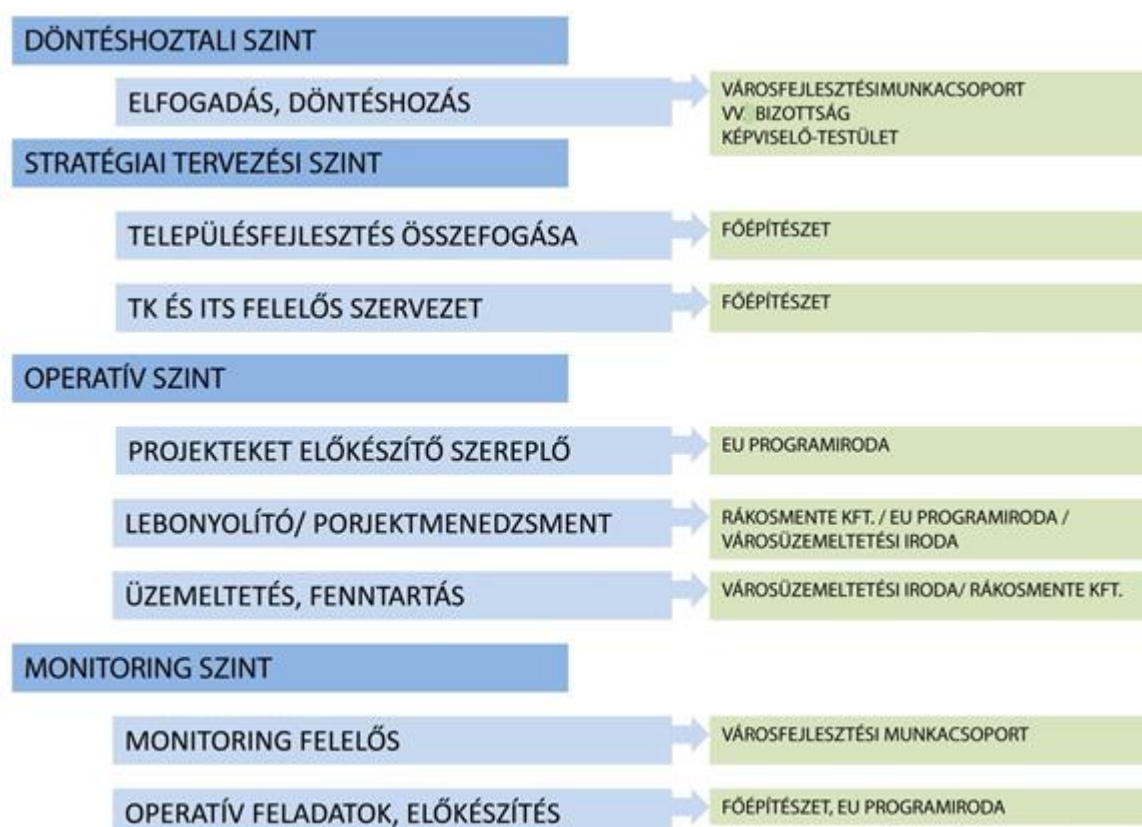 DÖNTÉSHOZTALI SZINT
ELFOGADÁS, DÖNTÉSHOZÁS
VÁROSFEJLESZTÉSIMUNKACSOPORT
VV. BIZOTTSÁG
KÉPVISELŐ-TESTÜLET
STRATÉGIAI TERVEZÉSI SZINT
TELEPÜLÉSFEJLESZTÉS ÖSSZEFOGÁSA
FŐÉPÍTÉSZET
TK ÉS ITS FELELŐS SZERVEZET
FŐÉPÍTÉSZET
OPERATÍV SZINT
PROJEKTEKET ELŐKÉSZÍTŐ SZEREPLŐ
EU PROGRAMIRODA
LEBONYOLÍTÓ/ PORJEKTMENEDZSMENT
RÁKOSMENTE KFT. / EU PROGRAMIRODA /
VÁROSÜZEMELTETÉSI IRODA
ÜZEMELTETÉS, FENNTARTÁS
VÁROSÜZEMELTETÉSI IRODA/ RÁKOSMENTE KFT.
MONITORING SZINT
MONITORING FELELŐS
VÁROSFEJLESZTÉSI MUNKACSOPORT
OPERATÍV FELADATOK, ELŐKÉSZÍTÉS
FŐÉPÍTÉSZET, EU PROGRAMIRODA